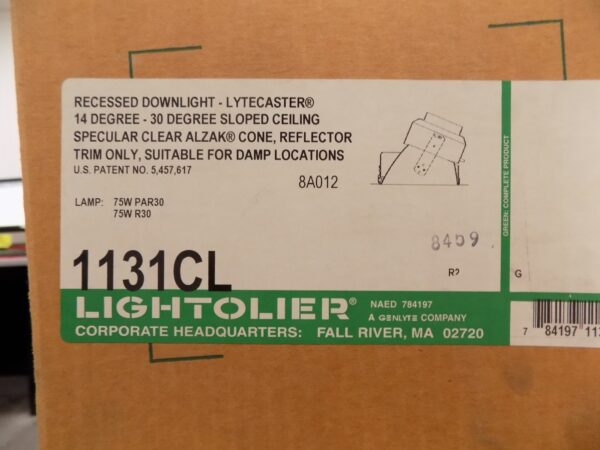 RECESSED DOWNLIGHT - LYTECASTER®
14 DEGREE - 30 DEGREE SLOPED CEILING
SPECULAR CLEAR ALZAK® CONE, REFLECTOR
TRIM ONLY, SUITABLE FOR DAMP LOCATIONS
U.S. PATENT NO. 5,457,617
8A012
LAMP: 75W PAR30
75W R30
8459
R2
G
GREEN: COMPLETE PRODUCT
1131CL
LIGHTOLIER®
NAED 784197
A GENLYTE COMPANY
CORPORATE HEADQUARTERS: FALL RIVER, MA 02720
7 84197 113